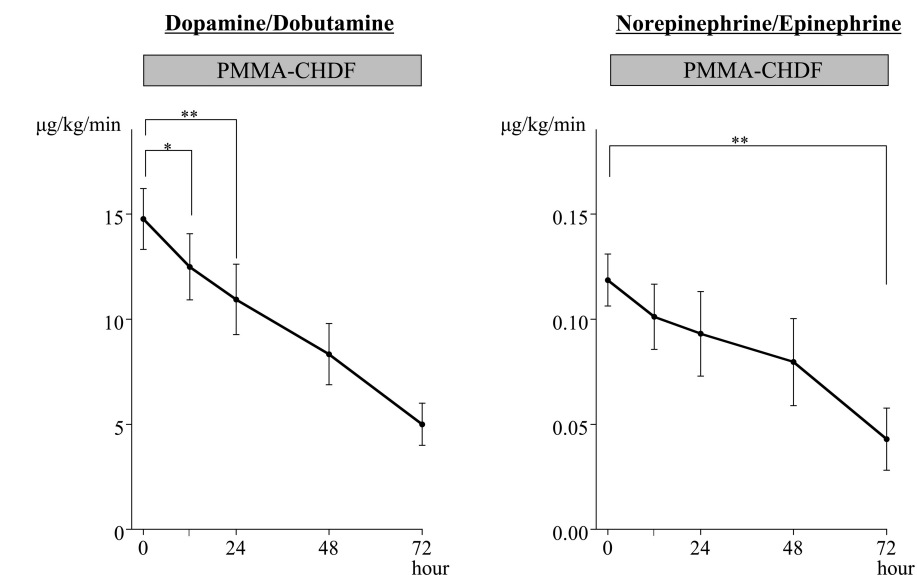 Dopamine/Dobutamine
PMMA-CHDF
μg/kg/min
**
*
15
10
5
0
0 24 48 72
hour
Norepinephrine/Epinephrine
PMMA-CHDF
μg/kg/min
**
0.15
0.10
0.05
0.00
0 24 48 72
hour